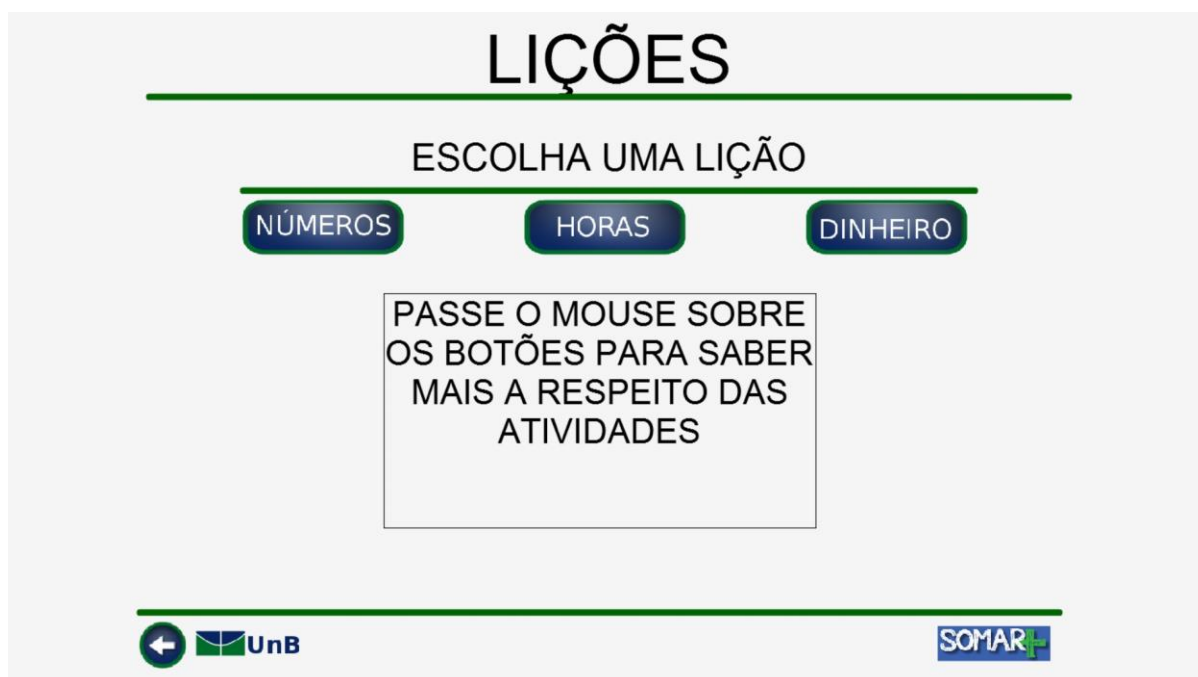 LIÇÕES
ESCOLHA UMA LIÇÃO
NÚMEROS
HORAS
DINHEIRO
PASSE O MOUSE SOBRE
OS BOTÕES PARA SABER
MAIS A RESPEITO DAS
ATIVIDADES
UnB
SOMAR+